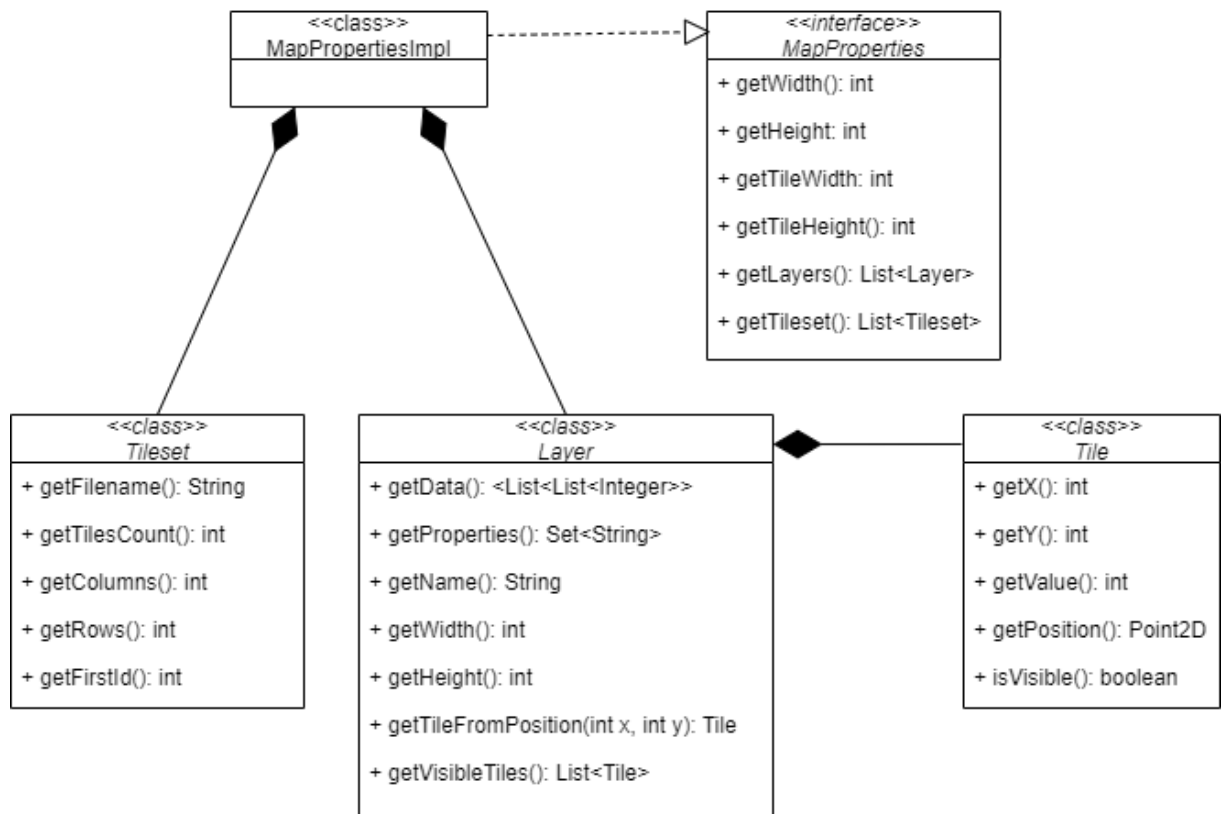 <<class>>
MapPropertiesImpl
<<interface>>
MapProperties
+ getWidth(): int
+ getHeight: int
+ getTileWidth: int
+ getTileHeight(): int
+ getLayers(): List<Layer>
+ getTileset(): List<Tileset>
<<class>>
Tileset
+ getFilename(): String
+ getTilesCount(): int
+ getColumns(): int
+ getRows(): int
+ getFirstId(): int
<<class>>
Layer
+ getData(): <List<List<Integer>>
+ getProperties(): Set<String>
+ getName(): String
+ getWidth(): int
+ getHeight(): int
+ getTileFromPosition(int x, int y): Tile
+ getVisibleTiles(): List<Tile>
<<class>>
Tile
+ getX(): int
+ getY(): int
+ getValue(): int
+ getPosition(): Point2D
+ isVisible(): boolean